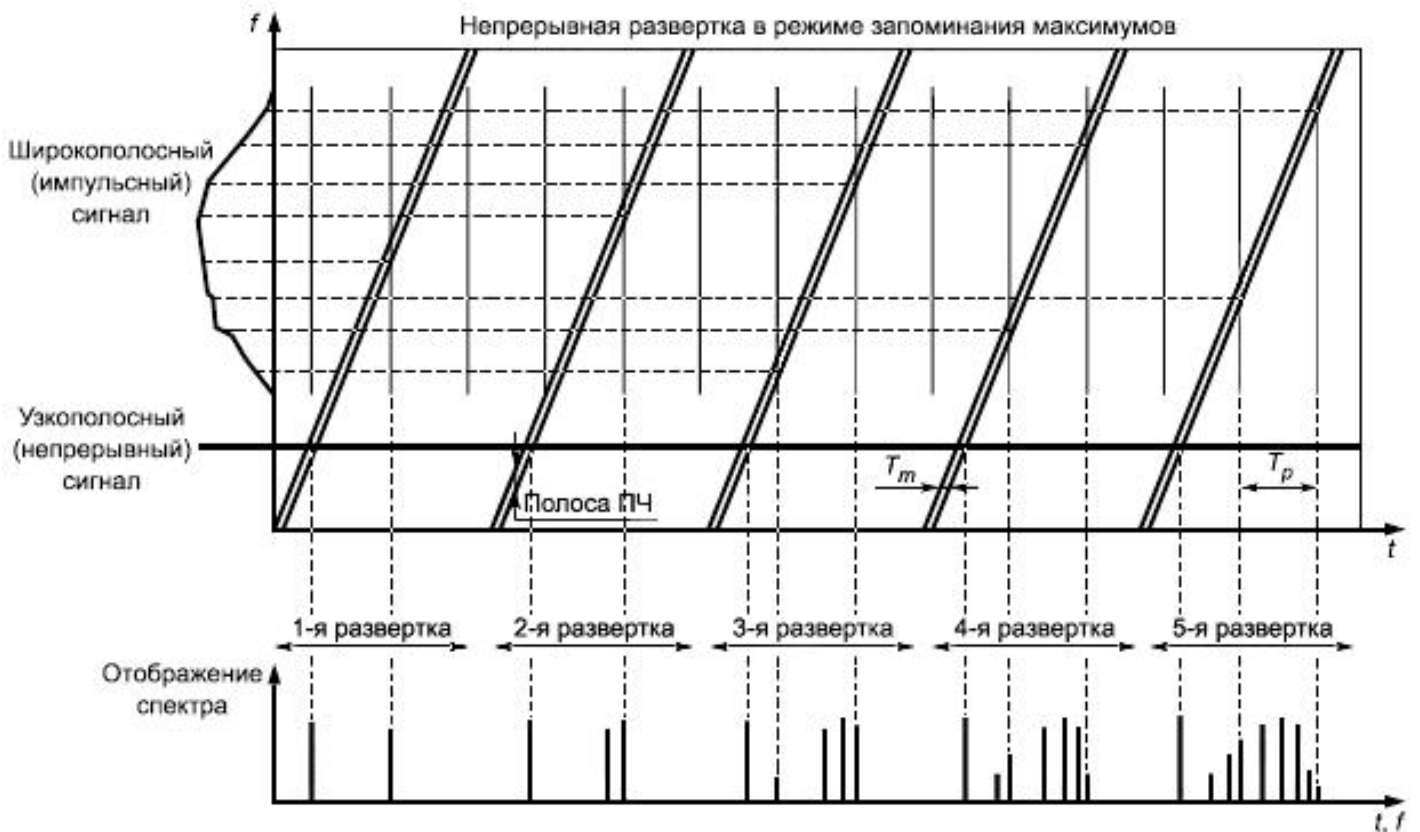 f
Непрерывная развертка в режиме запоминания максимумов
Широкополосный
(импульсный)
сигнал
Узкополосный
(непрерывный)
сигнал
Полоса ПЧ
Tm
Tp
t
1-я развертка
2-я развертка
3-я развертка
4-я развертка
5-я развертка
Отображение
спектра
t, f